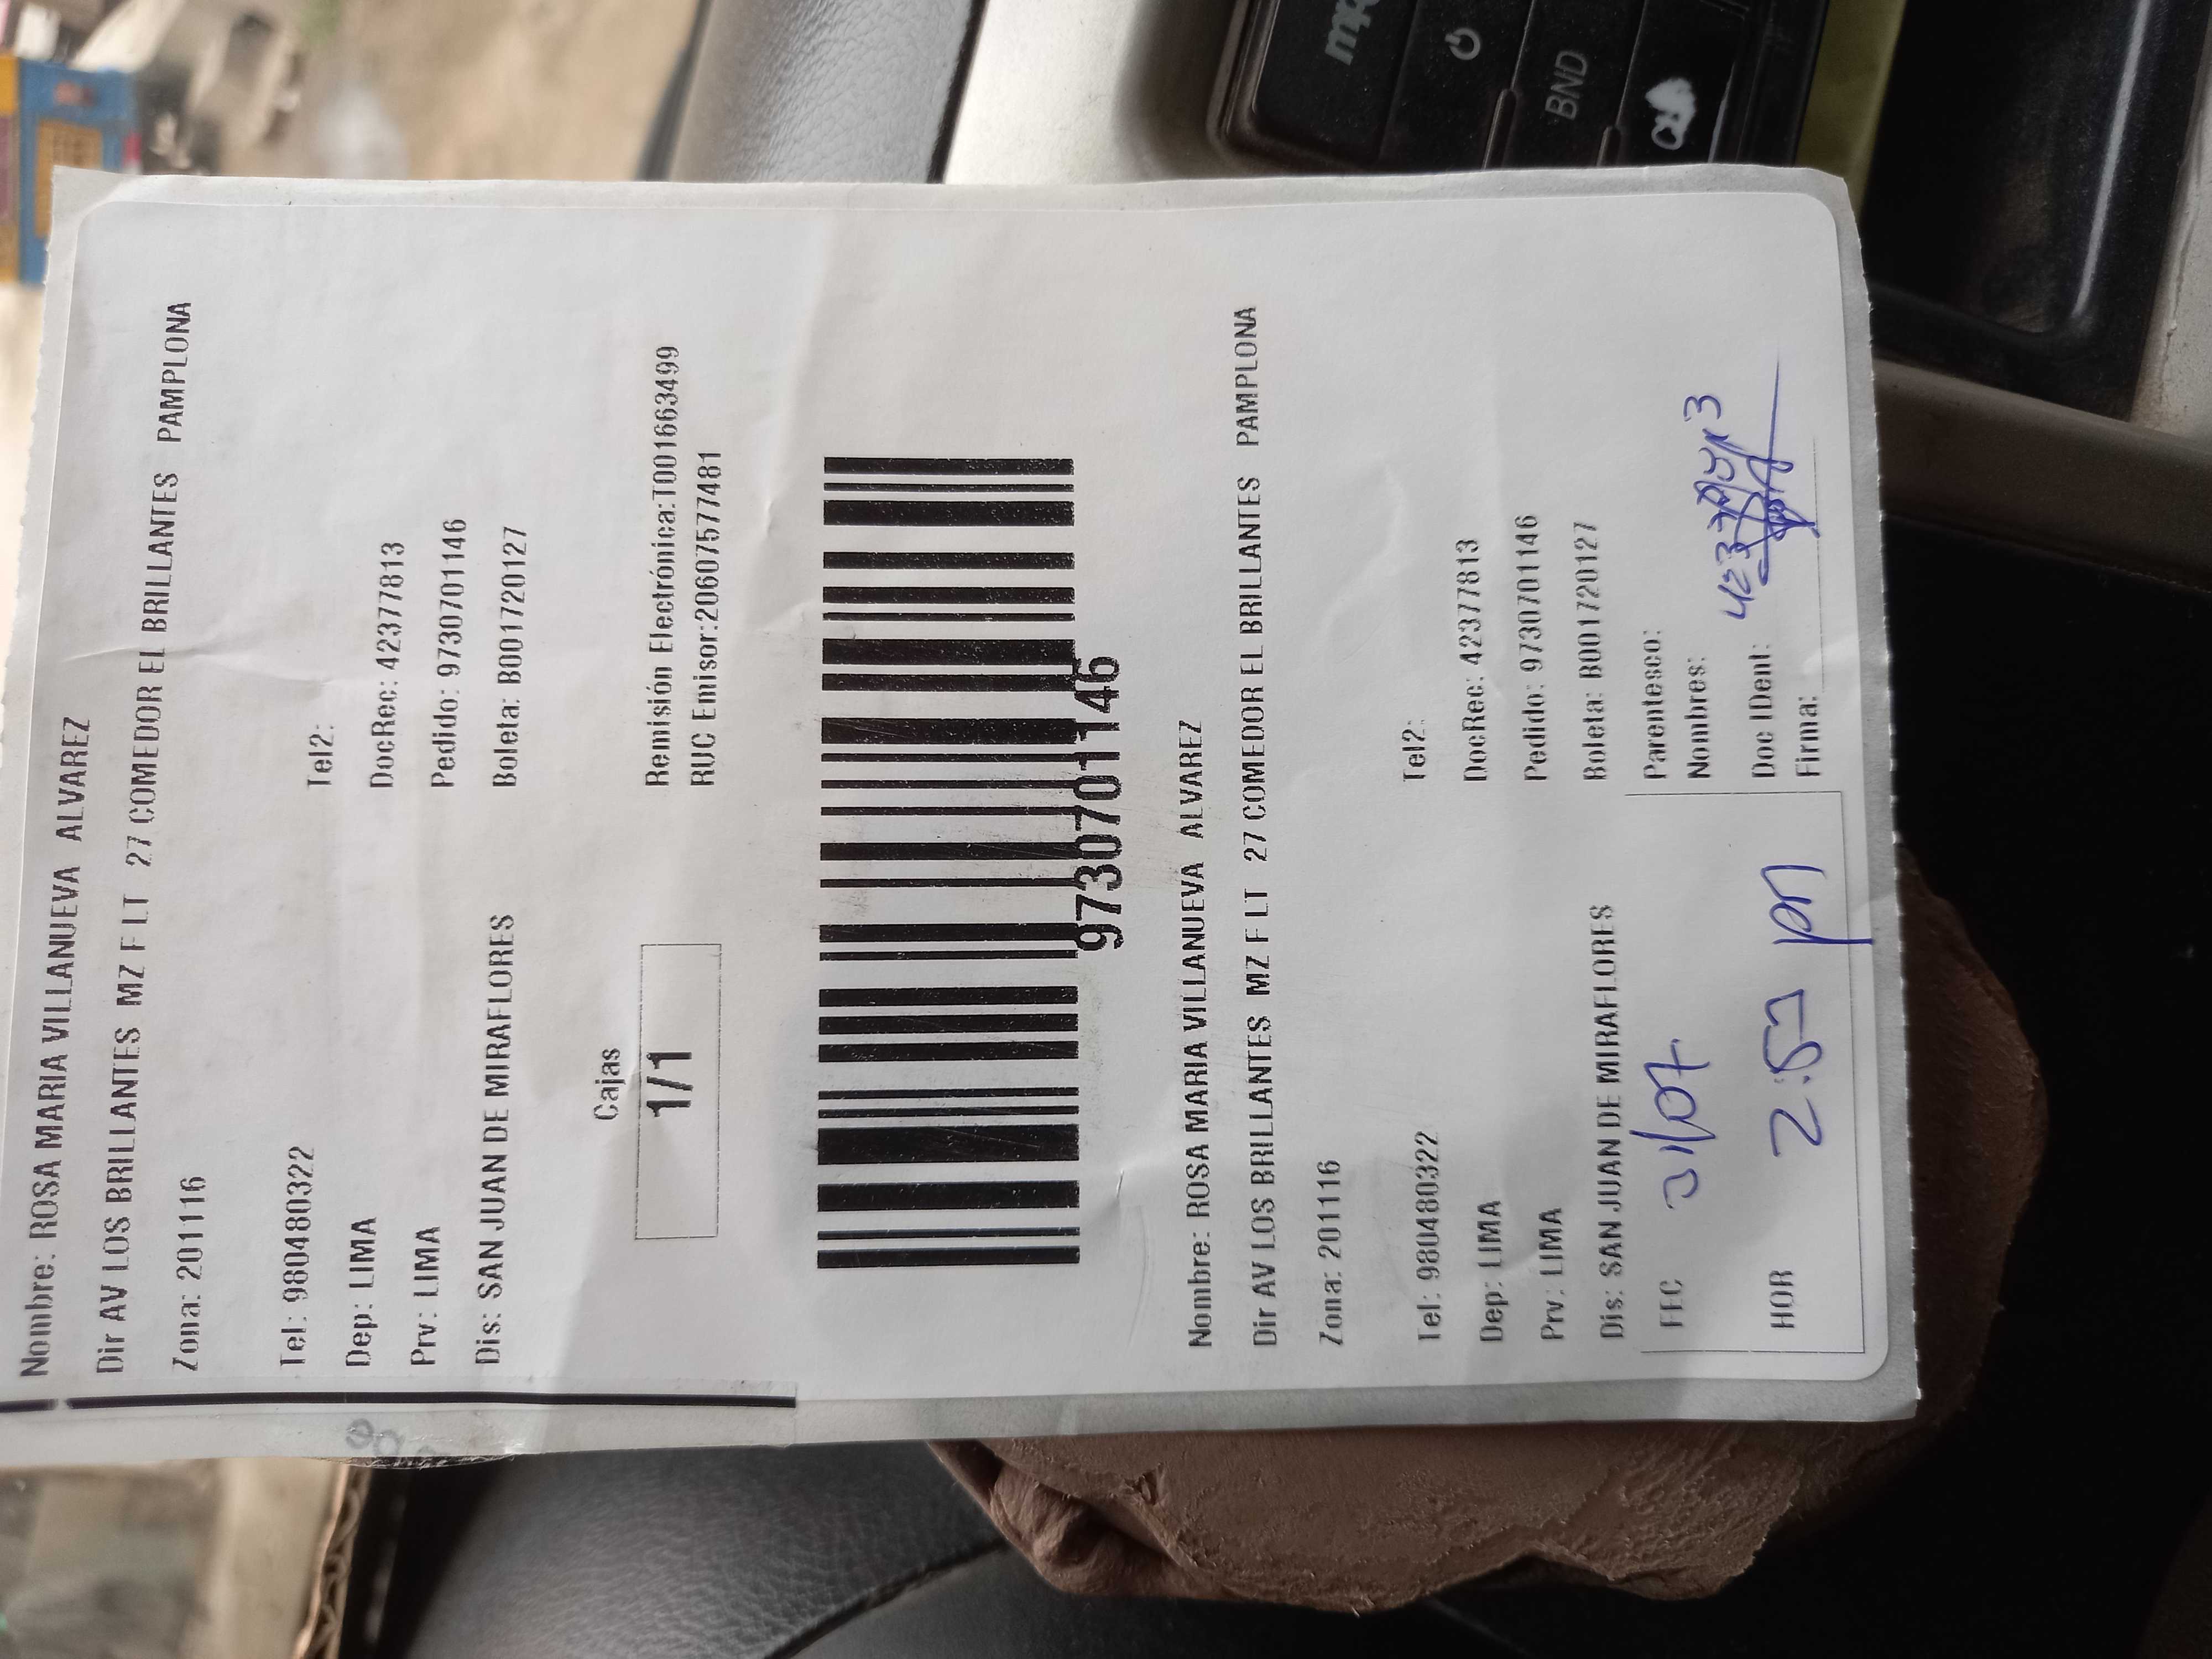 Nombre: ROSA MARIA VILLANUEVA ALVAREZ
Dir AV LOS BRILLANTES MZ F LT 27 COMEDOR EL BRILLANTES PAMPLONA
Zona: 201116
Tel: 980480322 Tel2:
Dep: LIMA DocRec: 42377813
Prv: LIMA Pedido: 9730701146
Dis: SAN JUAN DE MIRAFLORES Boleta: B001720127
Cajas
1/1
Remisión Electrónica:T001663499
RUC Emisor:20607577481
9730701146
Nombre: ROSA MARIA VILLANUEVA ALVAREZ
Dir AV LOS BRILLANTES MZ F LT 27 COMEDOR EL BRILLANTES PAMPLONA
Zona: 201116
Tel: 980480322 Tel2:
Dep: LIMA DocRec: 42377813
Prv: LIMA Pedido: 9730701146
Dis: SAN JUAN DE MIRAFLORES Boleta: B001720127
FEC 31/07
HOR 2:52 pm
Parentesco:
Nombres:
Doc IDent:
Firma:
BND